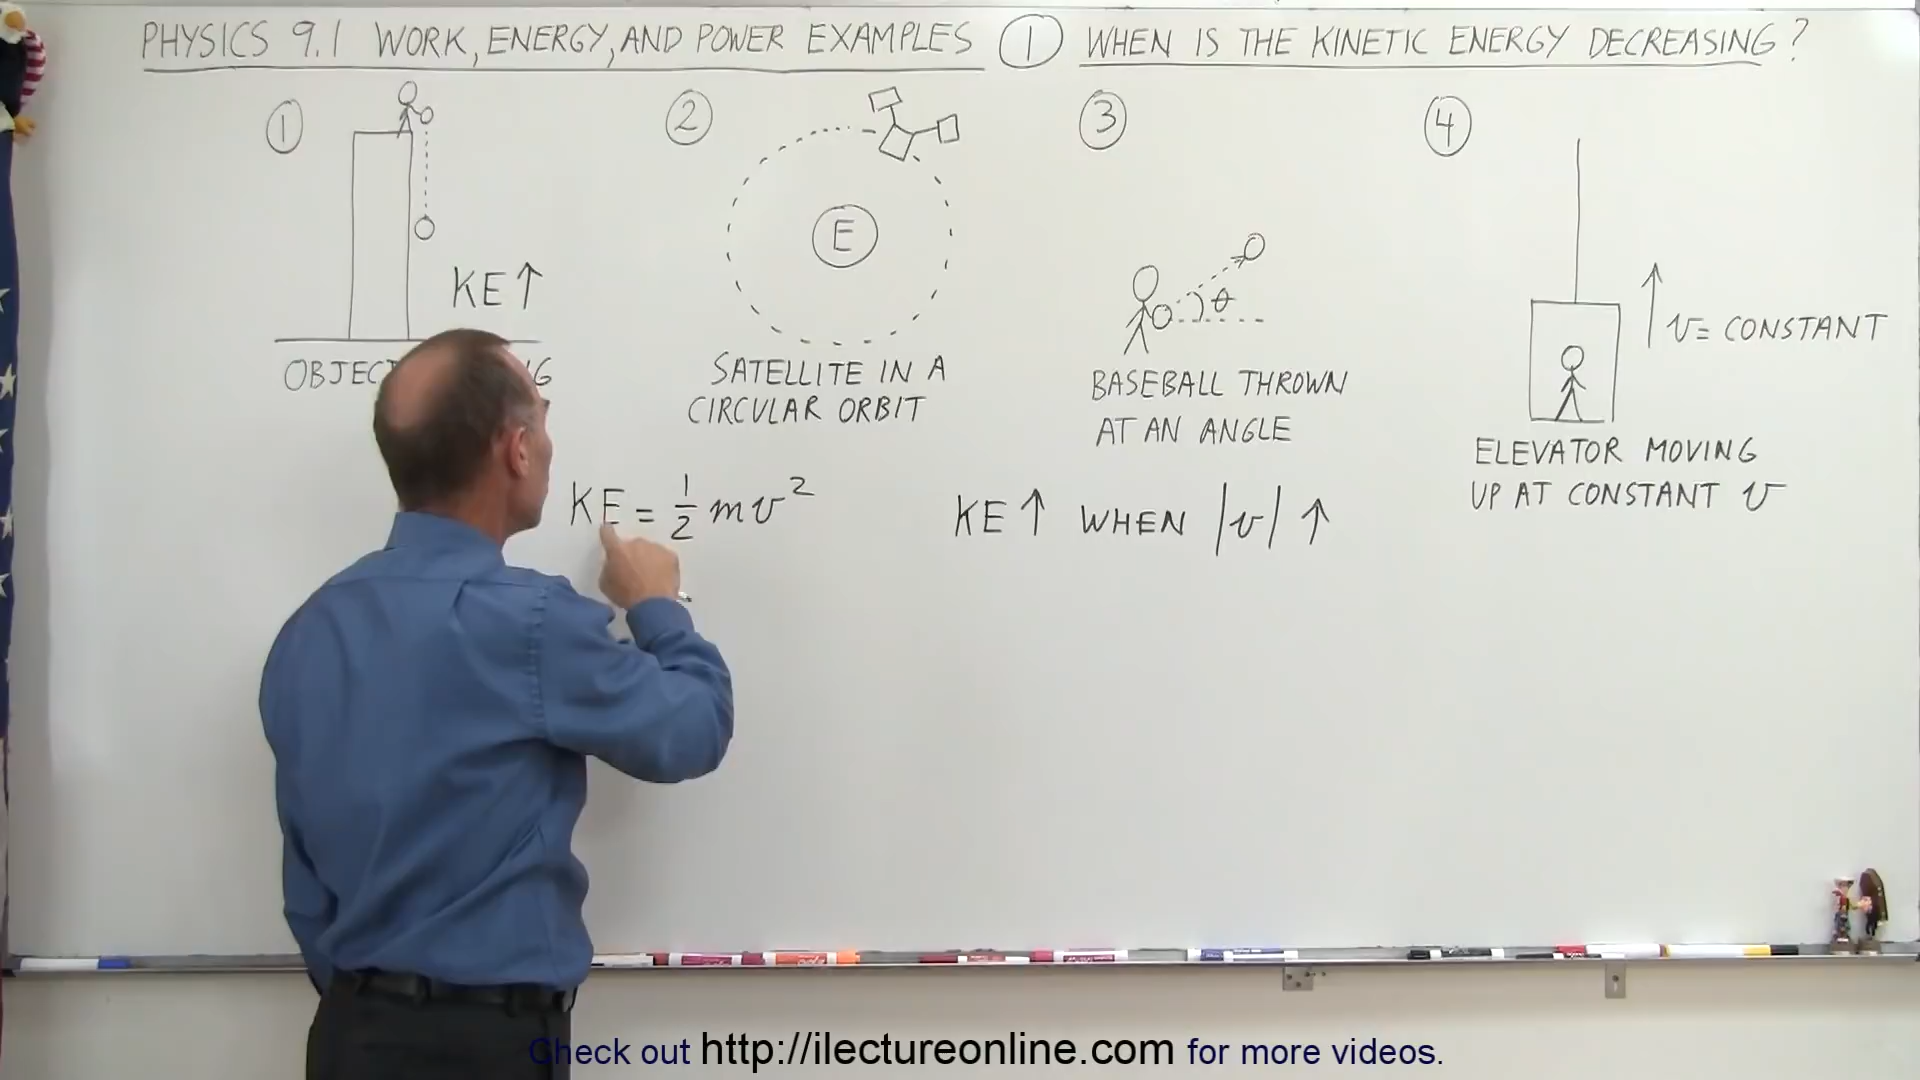 PHYSICS 9.1 WORK, ENERGY, AND POWER EXAMPLES 1 WHEN IS THE KINETIC ENERGY DECREASING?
1
KE↑
2
E
SATELLITE IN A
CIRCULAR ORBIT
3
θ
BASEBALL THROWN
AT AN ANGLE
4
v = CONSTANT
ELEVATOR MOVING
UP AT CONSTANT v
KE = 1/2 mv²
KE ↑ WHEN |v| ↑
Check out http://ilectureonline.com for more videos.